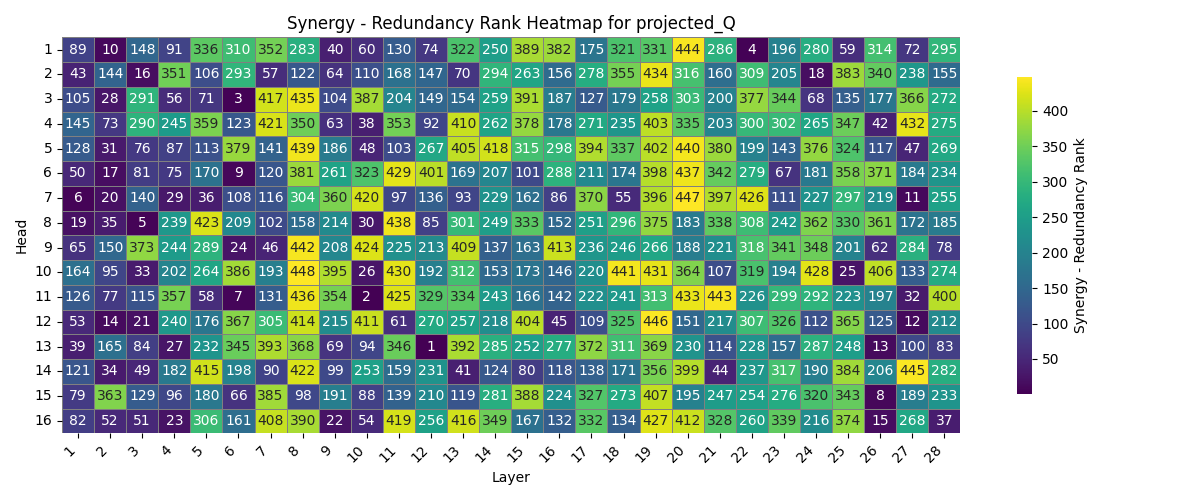 Synergy - Redundancy Rank Heatmap for projected_Q
1 89 10 148 91 336 310 352 283 40 60 130 74 322 250 389 382 175 321 331 444 286 4 196 280 59 314 72 295
2 43 144 16 351 106 293 57 122 64 110 168 147 70 294 263 156 278 355 434 316 160 309 205 18 383 340 238 155
3 105 28 291 56 71 3 417 435 104 387 204 149 154 259 391 187 127 179 258 303 200 377 344 68 135 177 366 272
4 145 73 290 245 359 123 421 350 63 38 353 92 410 262 378 178 271 235 403 335 203 300 302 265 347 42 432 275
5 128 31 76 87 113 379 141 439 186 48 103 267 405 418 315 298 394 337 402 440 380 199 143 376 324 117 47 269
6 50 17 81 75 170 9 120 381 261 323 429 401 169 207 101 288 211 174 398 437 342 279 67 181 358 371 184 234
7 6 20 140 29 36 108 116 304 360 420 97 136 93 229 162 86 370 55 396 447 397 426 111 227 297 219 11 255
8 19 35 5 239 423 209 102 158 214 30 438 85 301 249 333 152 251 296 375 183 338 308 242 362 330 361 172 185
9 65 150 373 244 289 24 46 442 208 424 225 213 409 137 163 413 236 246 266 188 221 318 341 348 201 62 284 78
10 164 95 33 202 264 386 193 448 395 26 430 192 312 153 173 146 220 441 431 364 107 319 194 428 25 406 133 274
11 126 77 115 357 58 7 131 436 354 2 425 329 334 243 166 142 222 241 313 433 443 226 299 292 223 197 32 400
12 53 14 21 240 176 367 305 414 215 411 61 270 257 218 404 45 109 325 446 151 217 307 326 112 365 125 12 212
13 39 165 84 27 232 345 393 368 69 94 346 1 392 285 252 277 372 311 369 230 114 228 157 287 248 13 100 83
14 121 34 49 182 415 198 90 422 99 253 159 231 41 124 80 118 138 171 356 399 44 237 317 190 384 206 445 282
15 79 363 129 96 180 66 385 98 191 88 139 210 119 281 388 224 327 273 407 195 247 254 276 320 343 8 189 233
16 82 52 51 23 306 161 408 390 22 54 419 256 416 349 167 132 332 134 427 412 328 260 339 216 374 15 268 37
1 2 3 4 5 6 7 8 9 10 11 12 13 14 15 16 17 18 19 20 21 22 23 24 25 26 27 28
Layer
Head
400
350
300
250
200
150
100
50
Synergy - Redundancy Rank